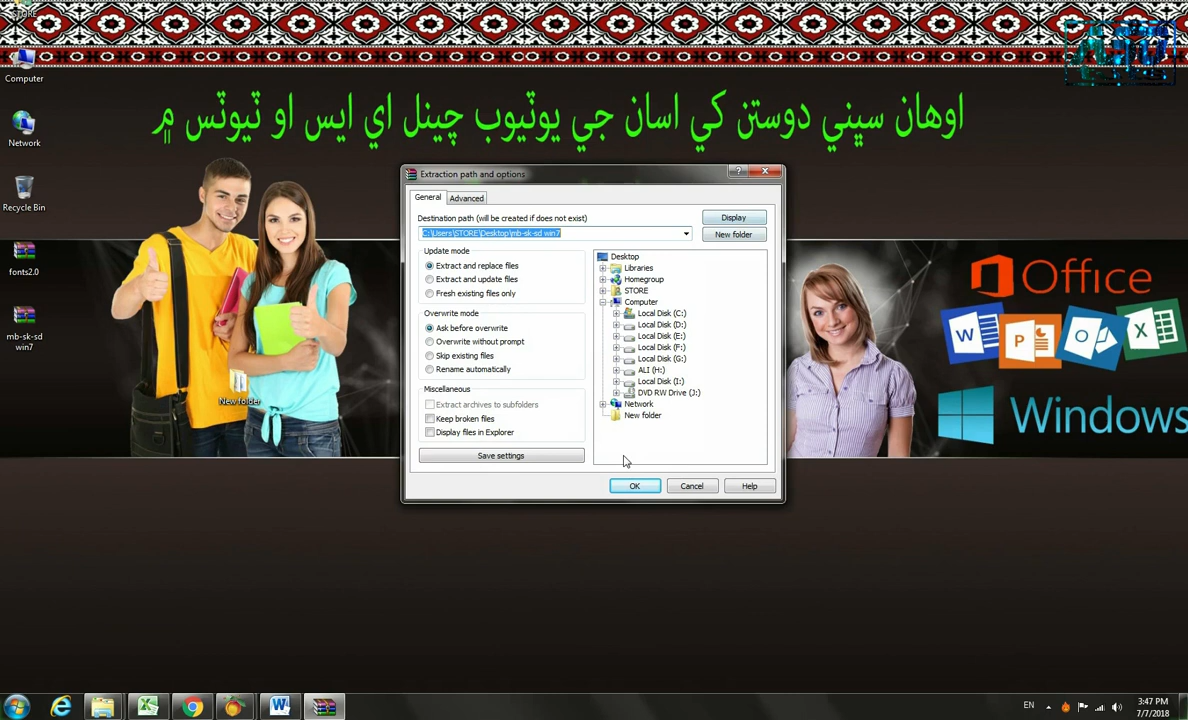 STORE
Computer
Network
Recycle Bin
fonts2.0
mb-sk-sd
win7
New folder
اوهان سڀني دوستن کي اسان جي يوٽيوب چينل اي ايس او ٽيوٽس ۾
Extraction path and options
General
Advanced
Destination path (will be created if does not exist)
C:\Users\STORE\Desktop\mb-sk-sd win7
Display
New folder
Update mode
Extract and replace files
Extract and update files
Fresh existing files only
Overwrite mode
Ask before overwrite
Overwrite without prompt
Skip existing files
Rename automatically
Miscellaneous
Extract archives to subfolders
Keep broken files
Display files in Explorer
Save settings
Desktop
Libraries
Homegroup
STORE
Computer
Local Disk (C:)
Local Disk (D:)
Local Disk (E:)
Local Disk (F:)
Local Disk (G:)
ALI (H:)
Local Disk (I:)
DVD RW Drive (J:)
Network
New folder
OK
Cancel
Help
Office
W
P
O
X
Windows
EN
3:47 PM
7/7/2018